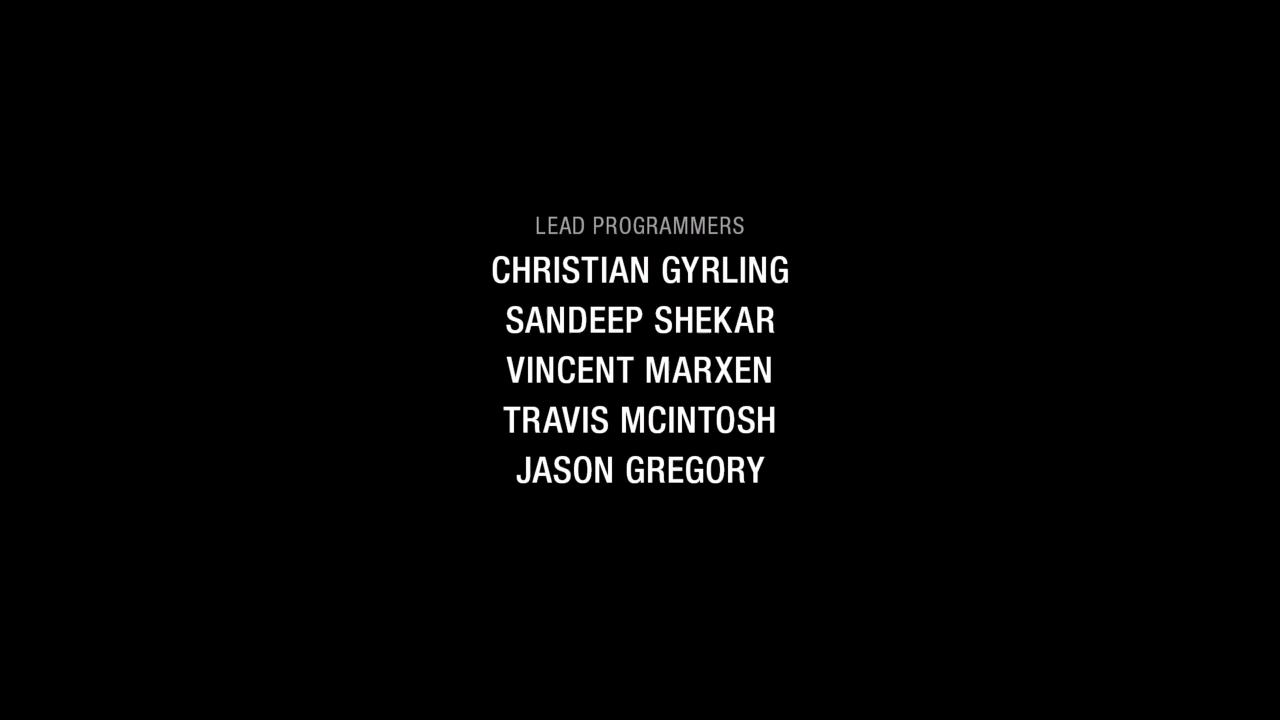 LEAD PROGRAMMERS
CHRISTIAN GYRLING
SANDEEP SHEKAR
VINCENT MARXEN
TRAVIS MCINTOSH
JASON GREGORY